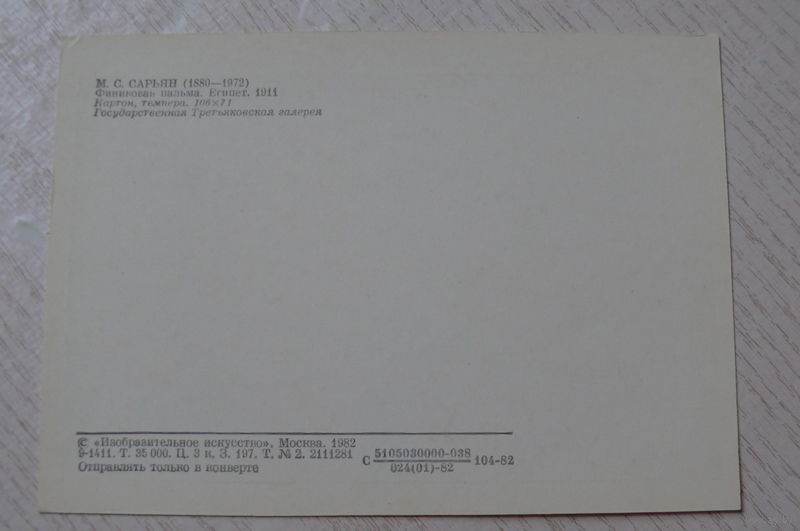 М. С. САРЬЯН (1880—1972)
Финиковая пальма. Египет. 1911
Картон, темпера. 106×71
Государственная Третьяковская галерея
© «Изобразительное искусство», Москва. 1982
9-1411. Т. 35 000. Ц. 3 к. З. 197. Т. № 2. 2111281
Отправлять только в конверте
С 5105030000-038
024(01)-82 104-82